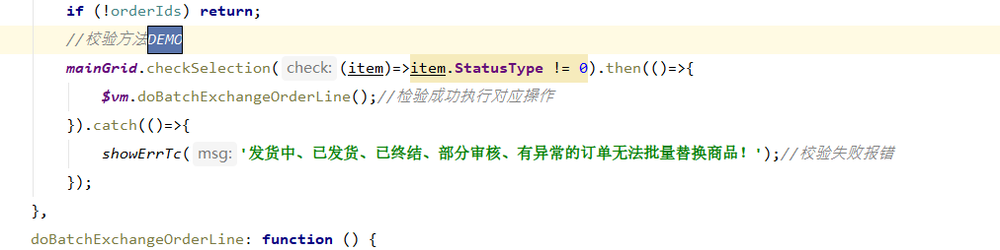 if (!orderIds) return;
//校验方法DEMO
mainGrid.checkSelection( check: (item)=>item.StatusType != 0).then(()=>{
$vm.doBatchExchangeOrderLine();//检验成功执行对应操作
}).catch(()=>{
showErrTc( msg: '发货中、已发货、已终结、部分审核、有异常的订单无法批量替换商品！');//校验失败报错
});
},
doBatchExchangeOrderLine: function () {